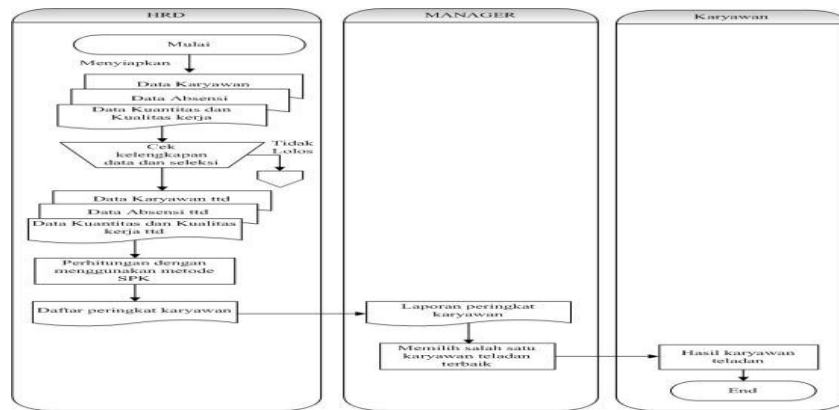 HRD
MANAGER
Karyawan
Mulai
Menyiapkan
Data Karyawan
Data Absensi
Data Kuantitas dan
Kualitas kerja
Cek
kelengkapan
data dan seleksi
Tidak
Lolos
Data Karyawan ttd
Data Absensi ttd
Data Kuantitas dan Kualitas
kerja ttd
Perhitungan dengan
menggunakan metode
SPK
Daftar peringkat karyawan
Laporan peringkat
karyawan
Memilih salah satu
karyawan teladan
terbaik
Hasil karyawan
teladan
End